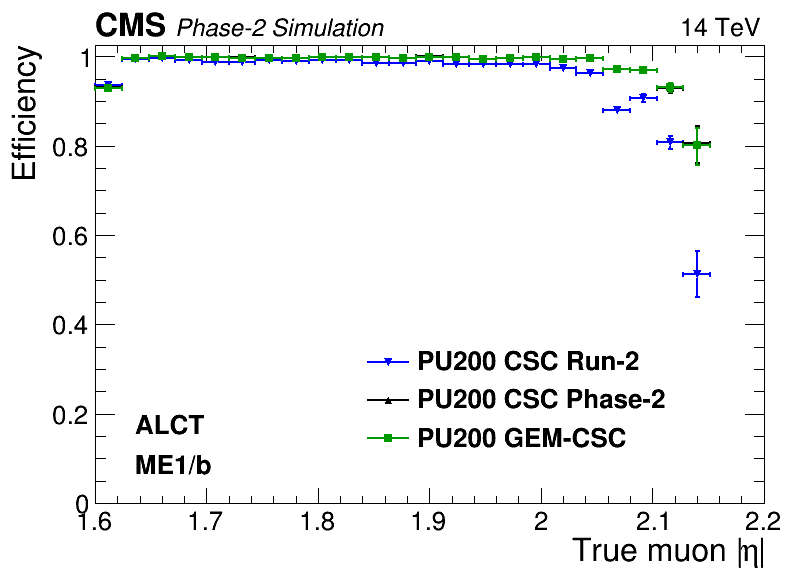 CMS Phase-2 Simulation 14 TeV
Efficiency
1
0.8
0.6
0.4
0.2
0
PU200 CSC Run-2
PU200 CSC Phase-2
PU200 GEM-CSC
ALCT
ME1/b
1.6 1.7 1.8 1.9 2 2.1 2.2
True muon |η|